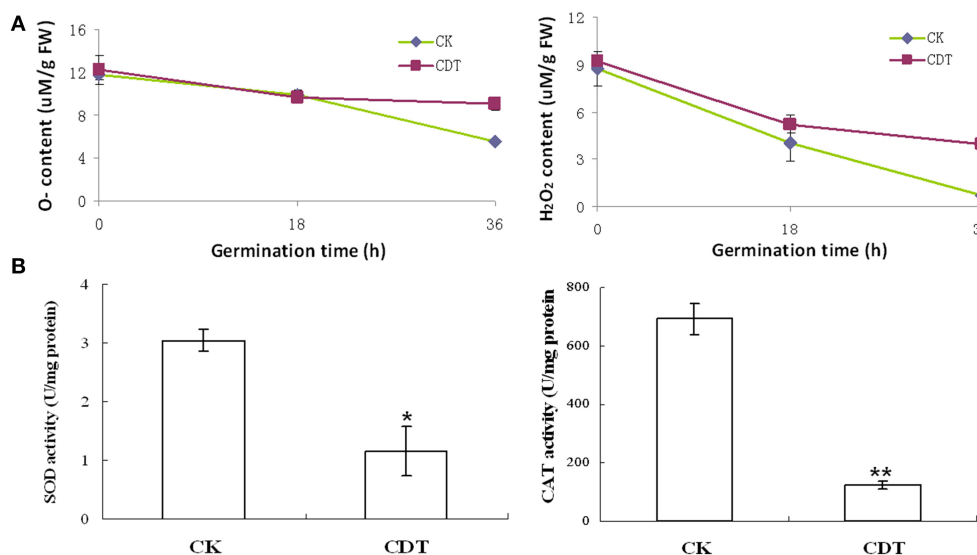 A
O- content (uM/g FW)
16
12
8
4
0
CK
CDT
0
18
36
Germination time (h)
H₂O₂ content (uM/g FW)
12
9
6
3
0
CK
CDT
0
18
3
Germination time (h)
B
SOD activity (U/mg protein)
4
3
2
1
0
*
CK
CDT
CAT activity (U/mg protein
800
600
400
200
0
**
CK
CDT